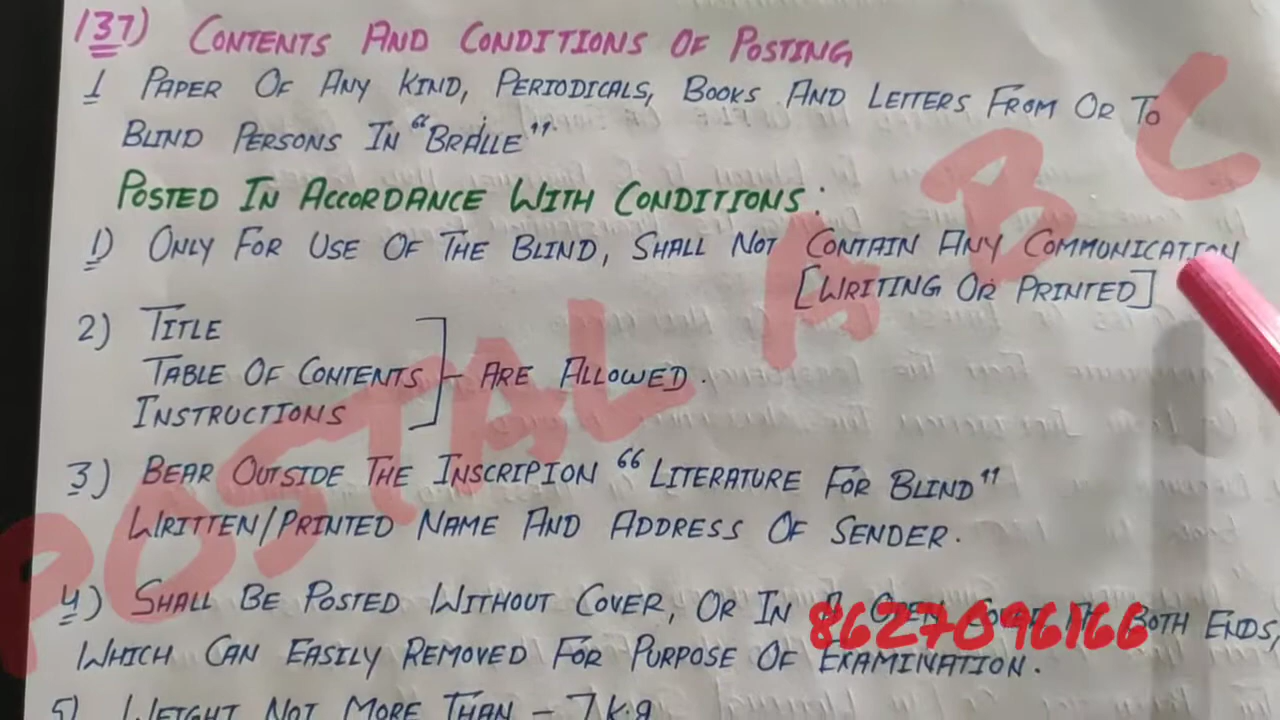 137) CONTENTS AND CONDITIONS OF POSTING
1 PAPER OF ANY KIND, PERIODICALS, BOOKS AND LETTERS FROM OR TO
BLIND PERSONS IN "BRAILLE".
POSTED IN ACCORDANCE WITH CONDITIONS:
1) ONLY FOR USE OF THE BLIND, SHALL NOT CONTAIN ANY COMMUNICATION
[WRITING OR PRINTED]
2) TITLE
TABLE OF CONTENTS
INSTRUCTIONS
ARE ALLOWED.
3) BEAR OUTSIDE THE INSCRIPTION "LITERATURE FOR BLIND"
WRITTEN/PRINTED NAME AND ADDRESS OF SENDER.
4) SHALL BE POSTED WITHOUT COVER, OR IN A OPEN COVER AT BOTH ENDS,
WHICH CAN EASILY REMOVED FOR PURPOSE OF EXAMINATION.
5) WEIGHT NOT MORE THAN - 7 K.g
POSTAL ABC
8627096166